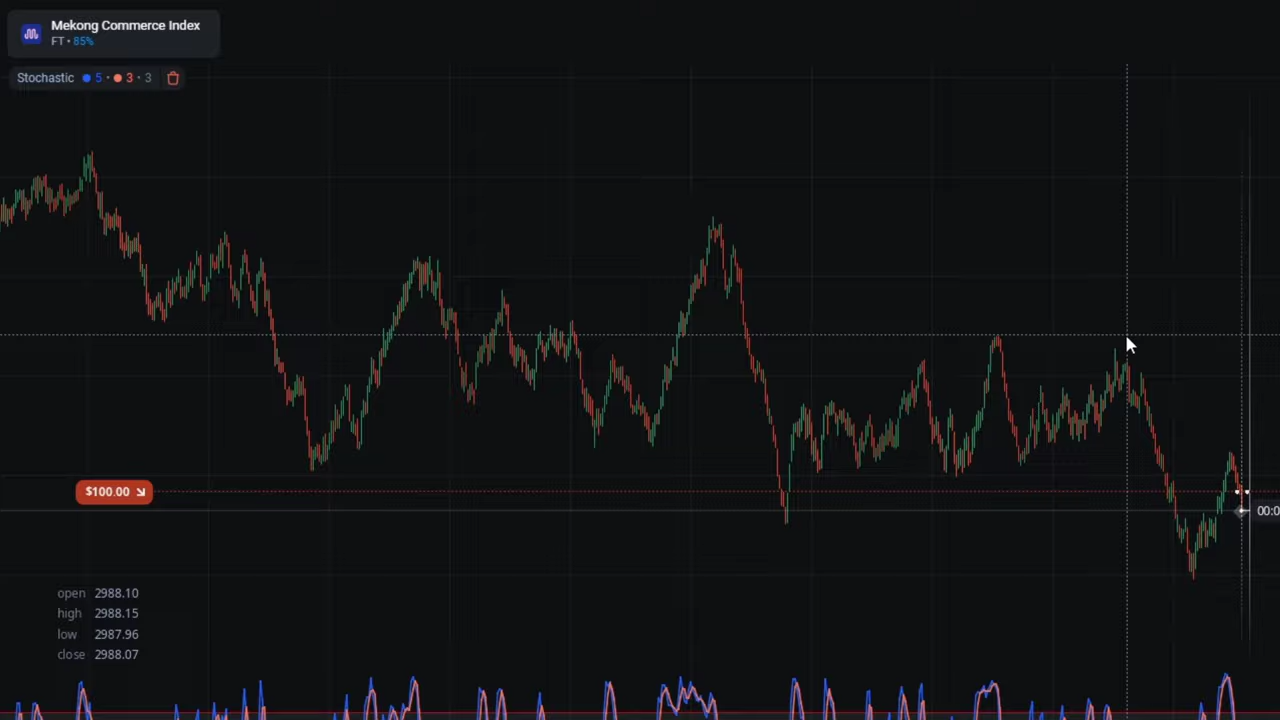 Mekong Commerce Index
FT • 85%
Stochastic 5 • 3 • 3
$100.00
open 2988.10
high 2988.15
low 2987.96
close 2988.07